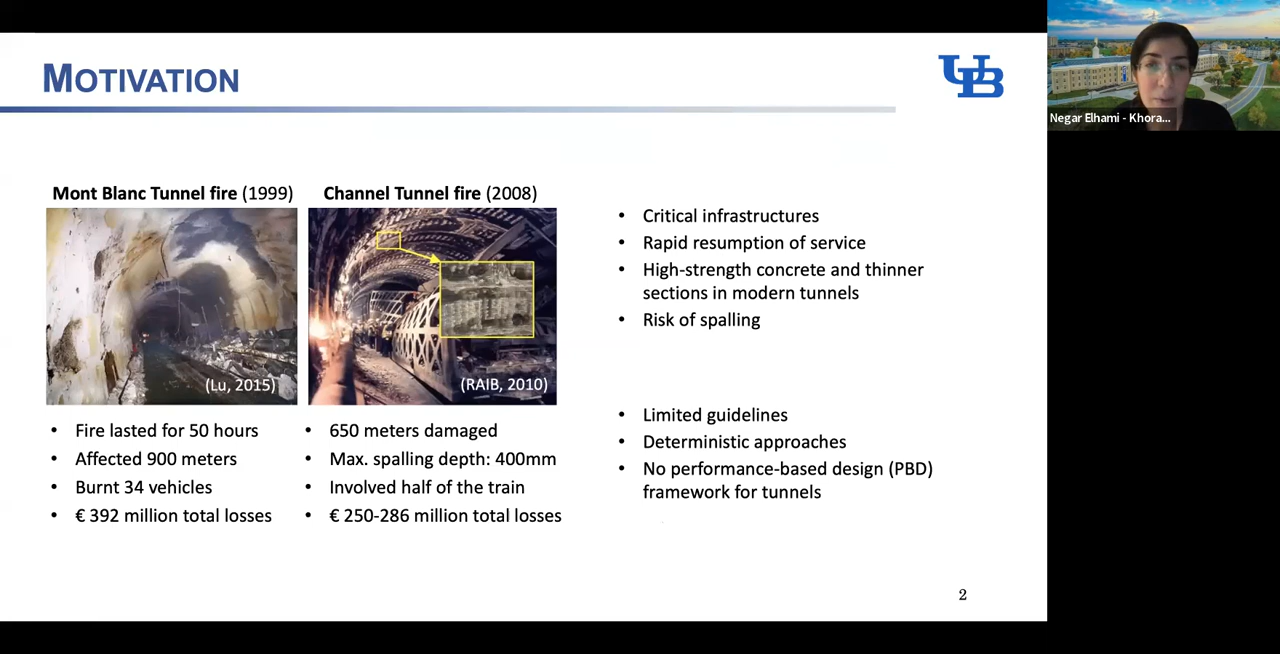 MOTIVATION
UB
Negar Elhami - Khora...
Mont Blanc Tunnel fire (1999)
(Lu, 2015)
• Fire lasted for 50 hours
• Affected 900 meters
• Burnt 34 vehicles
• € 392 million total losses
Channel Tunnel fire (2008)
(RAIB, 2010)
• 650 meters damaged
• Max. spalling depth: 400mm
• Involved half of the train
• € 250-286 million total losses
• Critical infrastructures
• Rapid resumption of service
• High-strength concrete and thinner
sections in modern tunnels
• Risk of spalling
• Limited guidelines
• Deterministic approaches
• No performance-based design (PBD)
framework for tunnels
2